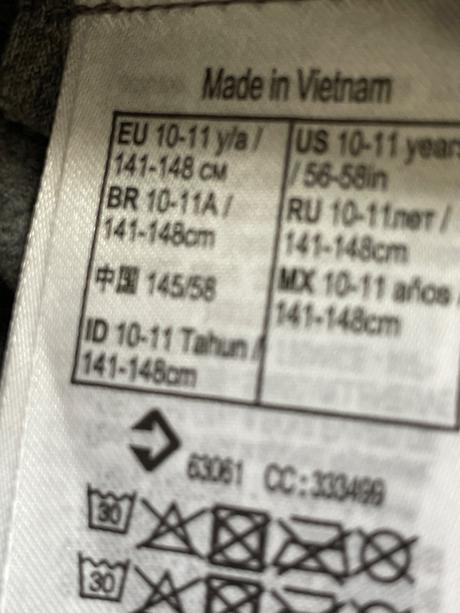 Made in Vietnam
EU 10-11 y/a /
141-148 см
BR 10-11A /
141-148cm
中国 145/58
ID 10-11 Tahun /
141-148cm
US 10-11 years
/ 56-58in
RU 10-11лет /
141-148cm
MX 10-11 años /
141-148cm
63061 CC:333499
30
30